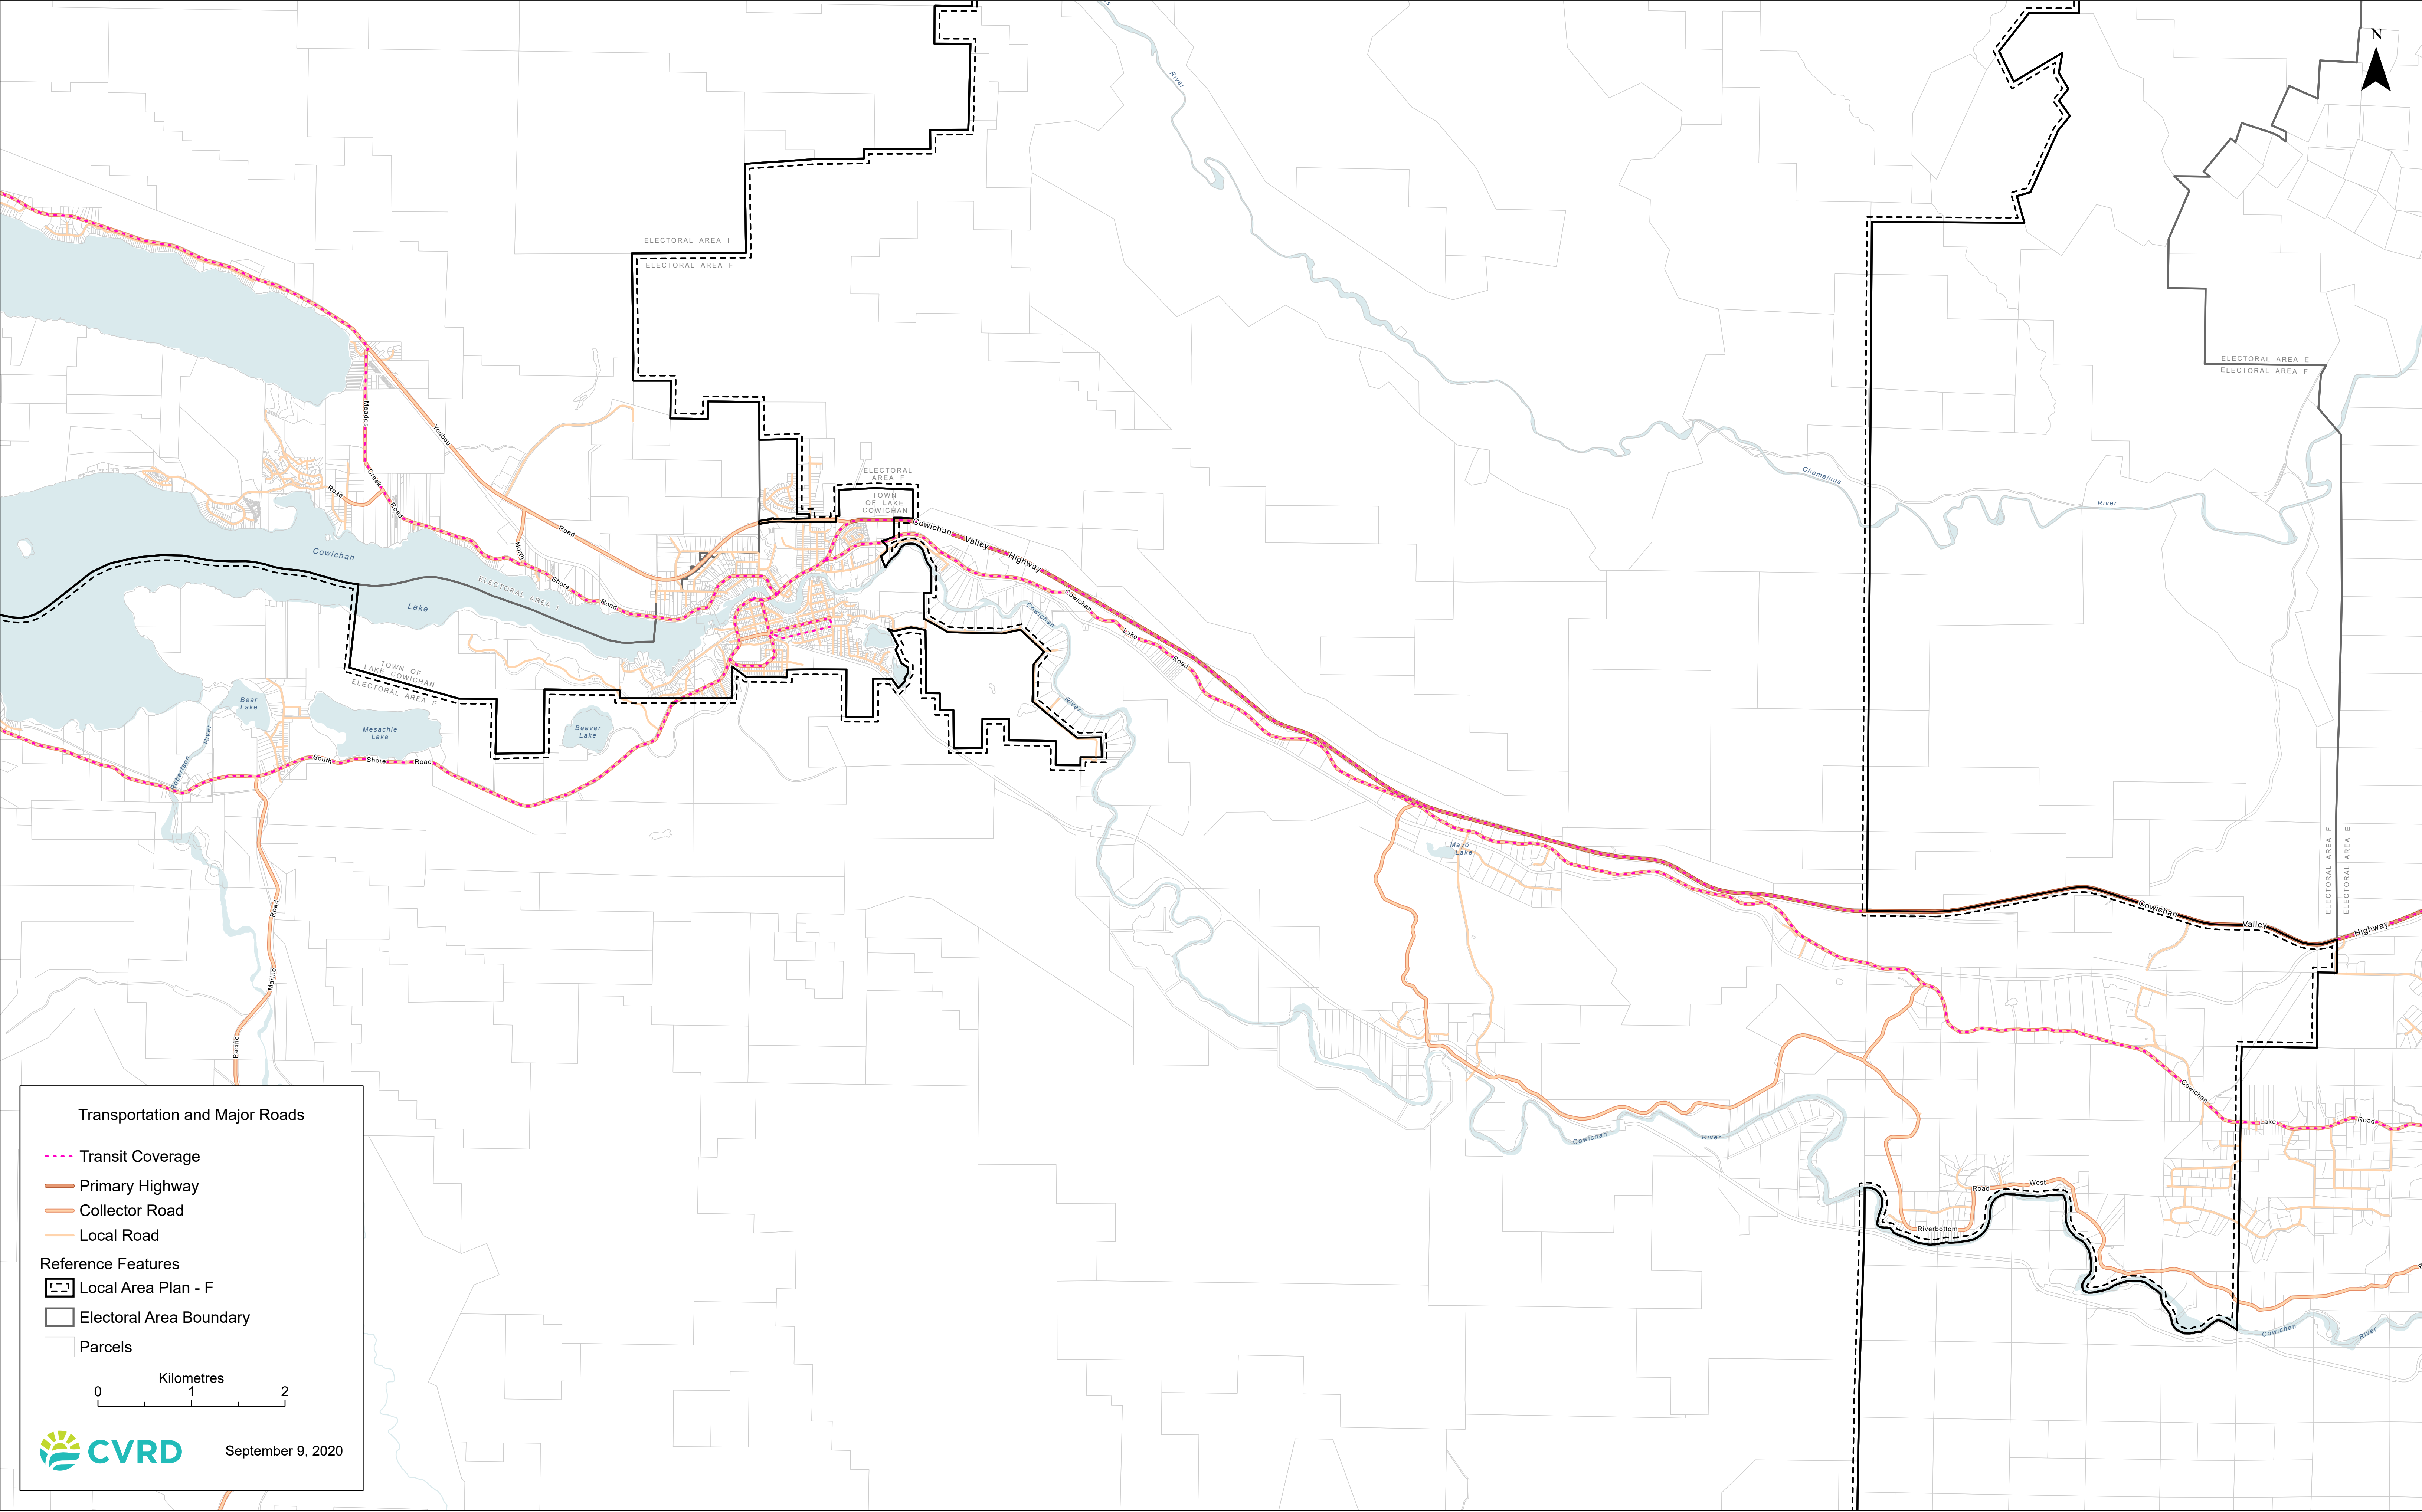 River
N
ELECTORAL AREA I
ELECTORAL AREA F
ELECTORAL AREA E
ELECTORAL AREA F
Meades
Creek
Road
Youbou
Road
Road
North
Shore
Road
ELECTORAL
AREA F
TOWN
OF LAKE
COWICHAN
Cowichan
Valley
Highway
Chemainus
River
Cowichan
Lake
ELECTORAL AREA I
Cowichan
Lake
Road
Cowichan
River
TOWN OF
LAKE COWICHAN
ELECTORAL AREA F
Bear
Lake
Robertson
River
Mesachie
Lake
Beaver
Lake
South
Shore
Road
Mayo
Lake
ELECTORAL AREA F
ELECTORAL AREA E
Cowichan
Valley
Highway
Road
Marine
Pacific
Cowichan
Lake
Road
Cowichan
River
Road
West
Riverbottom
Cowichan
River
Transportation and Major Roads
Transit Coverage
Primary Highway
Collector Road
Local Road
Reference Features
Local Area Plan - F
Electoral Area Boundary
Parcels
Kilometres
0 1 2
CVRD
September 9, 2020